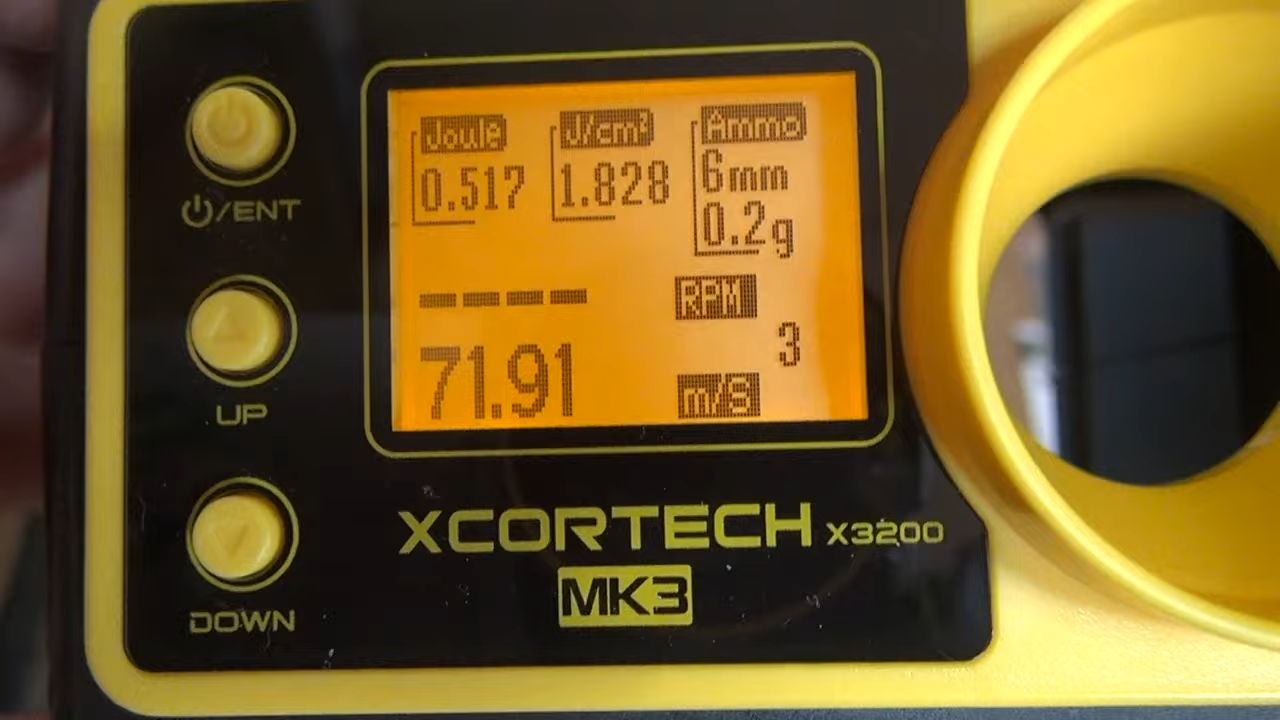 Joule J/cm² Ammo
0.517 1.828 6mm
0.2g
---- RPM
3
71.91 m/s
⏻/ENT
UP
DOWN
XCORTECH X3200
MK3